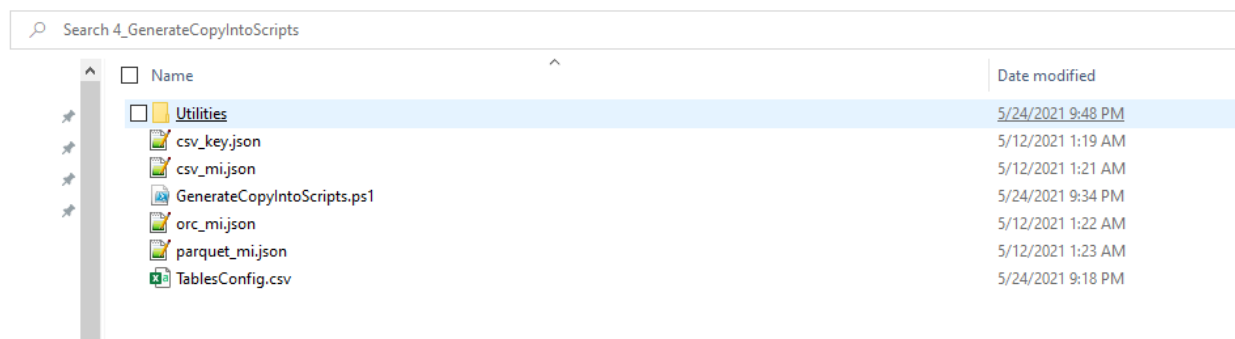 Search 4_GenerateCopyIntoScripts
Name Date modified
Utilities 5/24/2021 9:48 PM
csv_key.json 5/12/2021 1:19 AM
csv_mi.json 5/12/2021 1:21 AM
GenerateCopyIntoScripts.ps1 5/24/2021 9:34 PM
orc_mi.json 5/12/2021 1:22 AM
parquet_mi.json 5/12/2021 1:23 AM
TablesConfig.csv 5/24/2021 9:18 PM